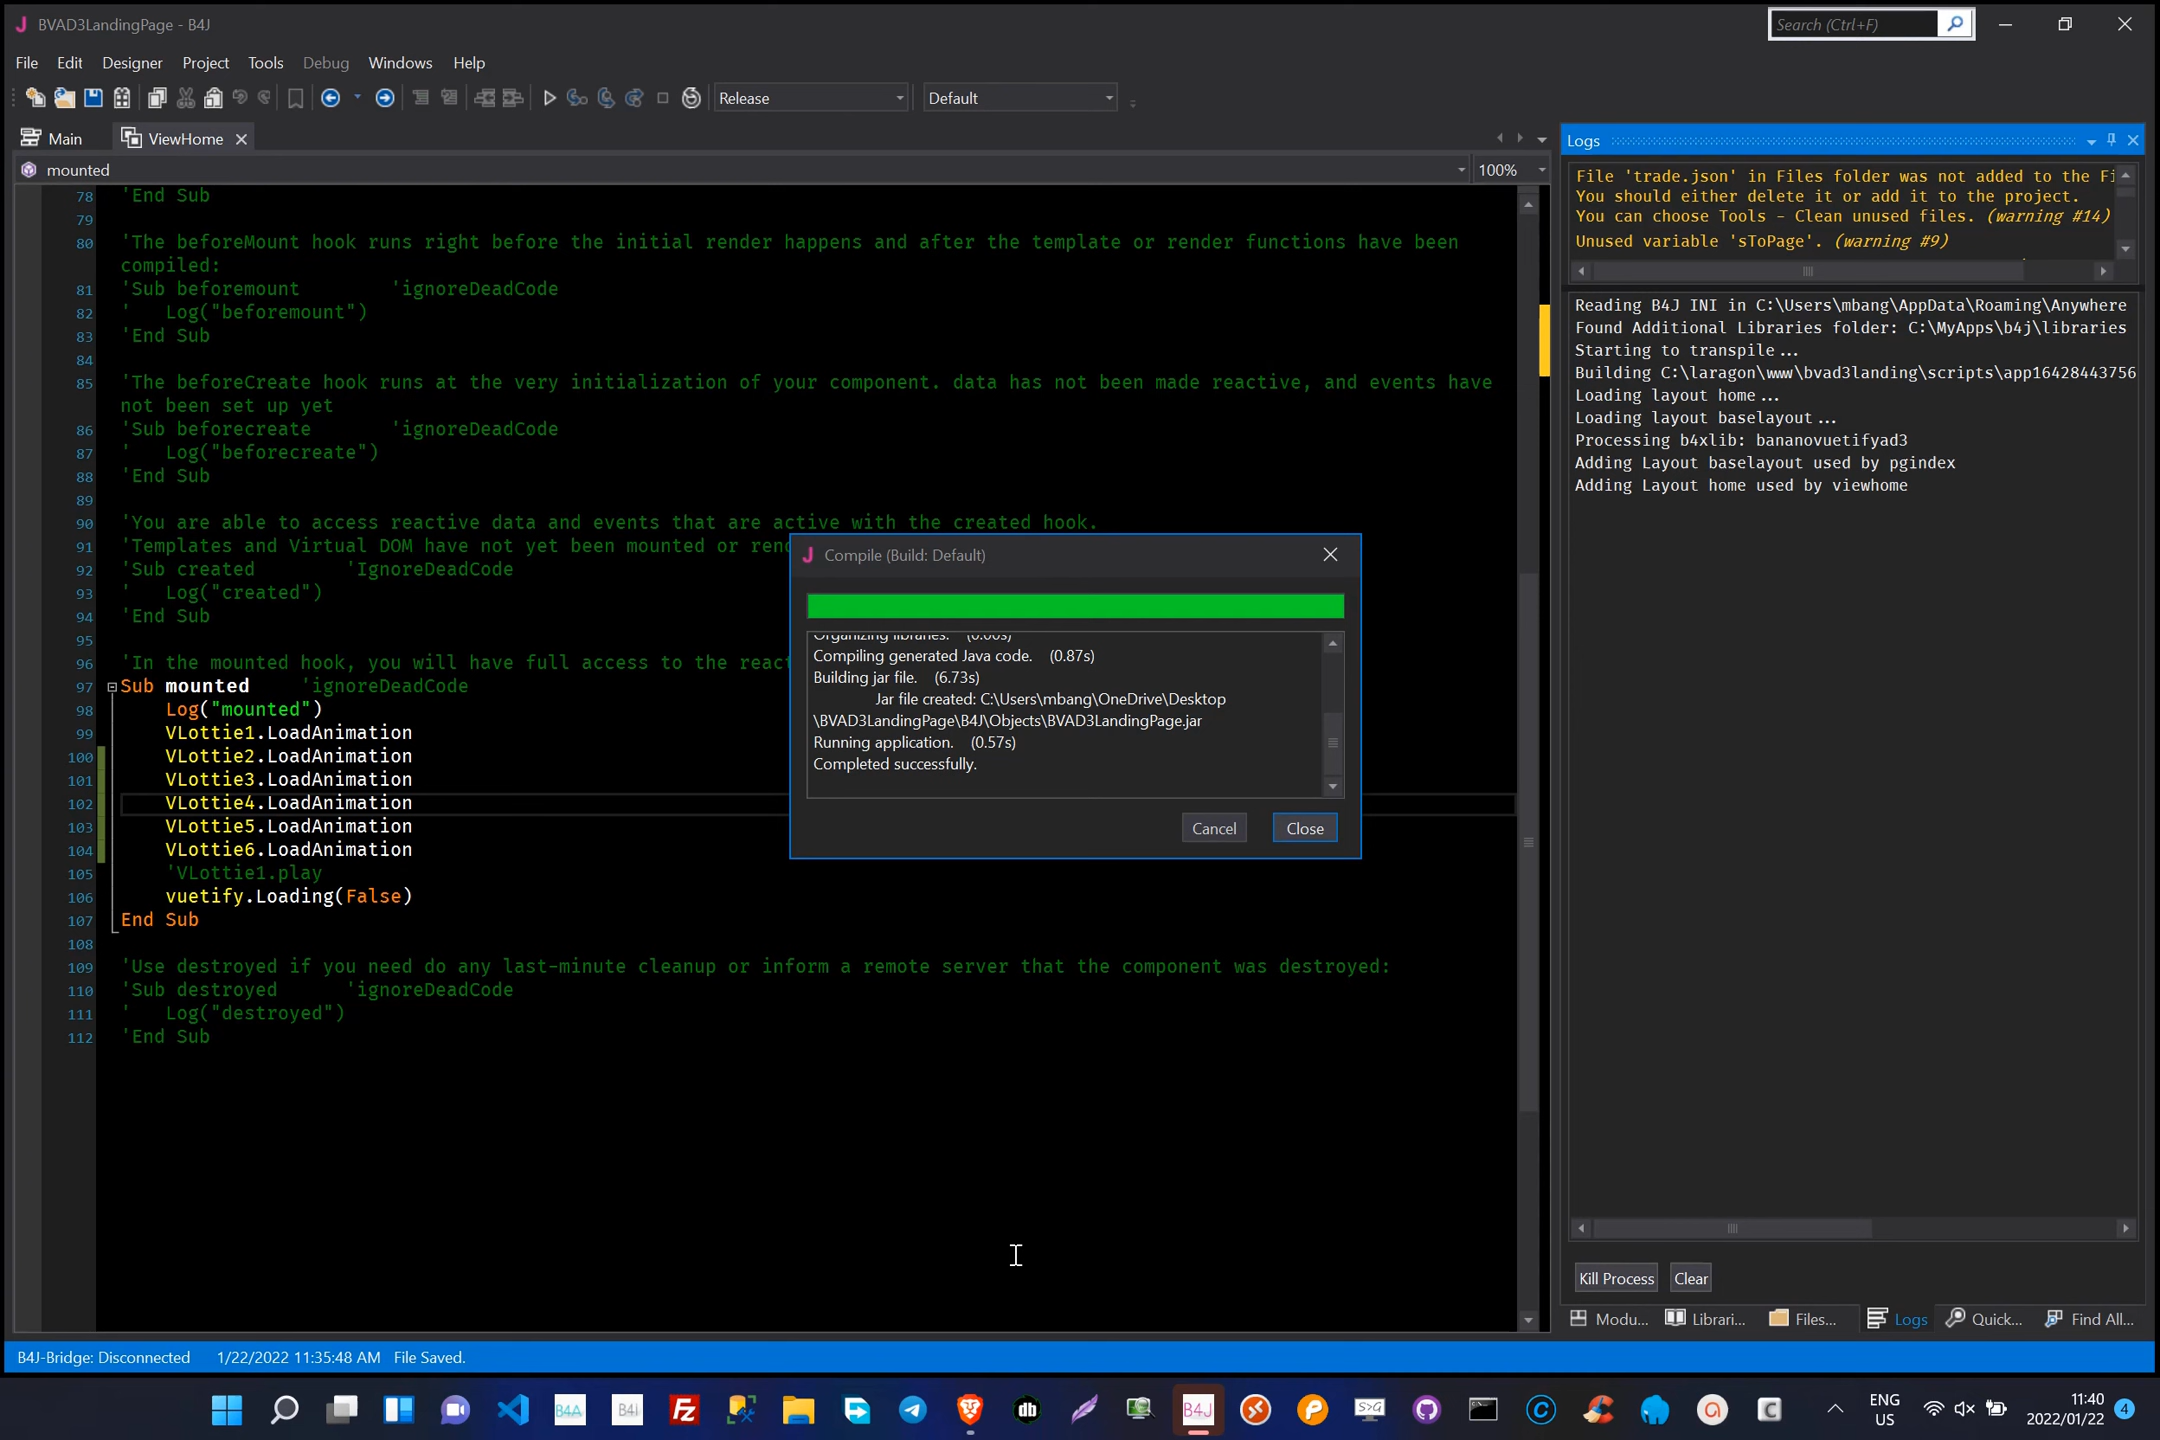 BVAD3LandingPage - B4J
Search (Ctrl+F)
File Edit Designer Project Tools Debug Windows Help
Release Default
Main ViewHome
mounted 100%
78 'End Sub
79
80 'The beforeMount hook runs right before the initial render happens and after the template or render functions have been
compiled:
81 'Sub beforemount 'ignoreDeadCode
82 ' Log("beforemount")
83 'End Sub
84
85 'The beforeCreate hook runs at the very initialization of your component. data has not been made reactive, and events have
not been set up yet
86 'Sub beforecreate 'ignoreDeadCode
87 ' Log("beforecreate")
88 'End Sub
89
90 'You are able to access reactive data and events that are active with the created hook.
91 'Templates and Virtual DOM have not yet been mounted or
92 'Sub created 'IgnoreDeadCode
93 ' Log("created")
94 'End Sub
95
96 'In the mounted hook, you will have full access to the
97 Sub mounted 'ignoreDeadCode
98 Log("mounted")
99 VLottie1.LoadAnimation
100 VLottie2.LoadAnimation
101 VLottie3.LoadAnimation
102 VLottie4.LoadAnimation
103 VLottie5.LoadAnimation
104 VLottie6.LoadAnimation
105 'VLottie1.play
106 vuetify.Loading(False)
107 End Sub
108
109 'Use destroyed if you need do any last-minute cleanup or inform a remote server that the component was destroyed:
110 'Sub destroyed 'ignoreDeadCode
111 ' Log("destroyed")
112 'End Sub
Compile (Build: Default)
Organizing libraries. (0.00s)
Compiling generated Java code. (0.87s)
Building jar file. (6.73s)
Jar file created: C:\Users\mbang\OneDrive\Desktop
\BVAD3LandingPage\B4J\Objects\BVAD3LandingPage.jar
Running application. (0.57s)
Completed successfully.
Cancel Close
Logs
File 'trade.json' in Files folder was not added to the
You should either delete it or add it to the project.
You can choose Tools - Clean unused files. (warning #14)
Unused variable 'sToPage'. (warning #9)
Reading B4J INI in C:\Users\mbang\AppData\Roaming\Anywhere
Found Additional Libraries folder: C:\MyApps\b4j\libraries
Starting to transpile...
Building C:\laragon\www\bvad3landing\scripts\app16428443756
Loading layout home...
Loading layout baselayout...
Processing b4xlib: bananovuetifyad3
Adding Layout baselayout used by pgindex
Adding Layout home used by viewhome
Kill Process Clear
Modu... Librari... Files... Logs Quick... Find All...
B4J-Bridge: Disconnected 1/22/2022 11:35:48 AM File Saved.
B4A B4i Fz db B4J P S>G C a C
ENG
US
11:40
2022/01/22
4